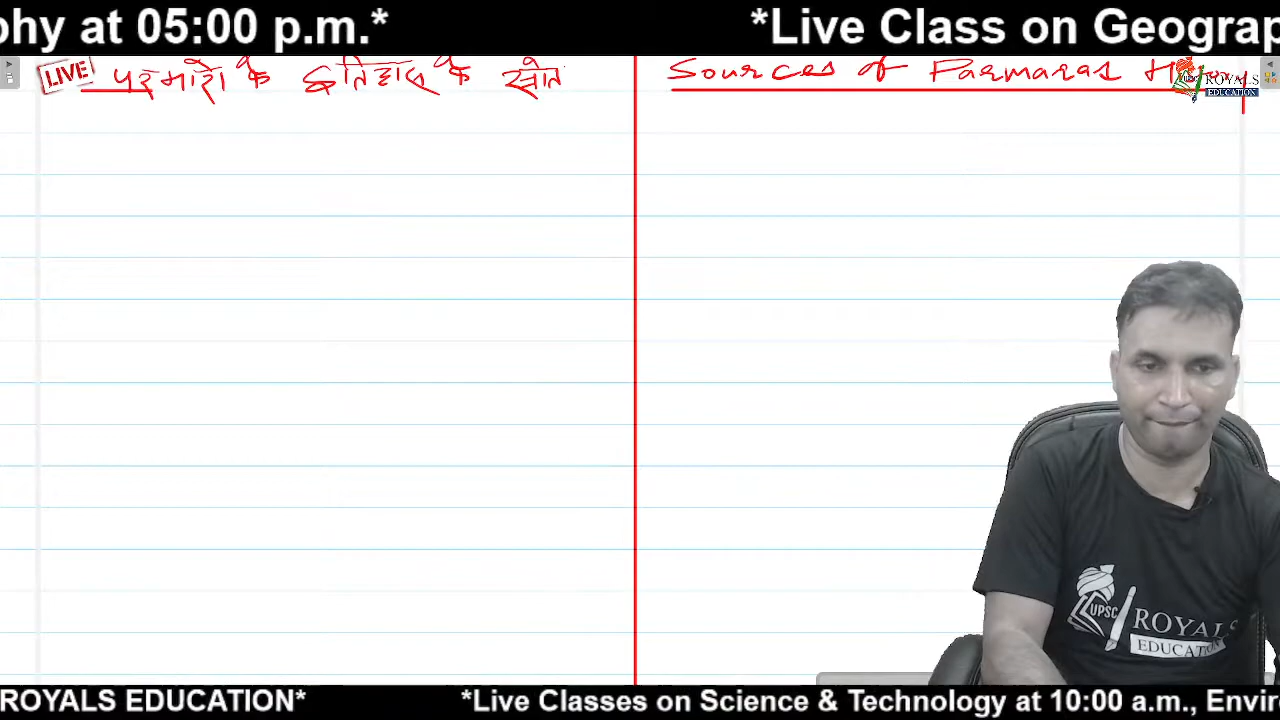 ohy at 05:00 p.m.* *Live Class on Geograp
LIVE परमारों के इतिहास के स्रोत
Sources of Parmaras
ROYALS
EDUCATION
UPSC
ROYALS
EDUCATION
ROYALS EDUCATION* *Live Classes on Science & Technology at 10:00 a.m., Envir